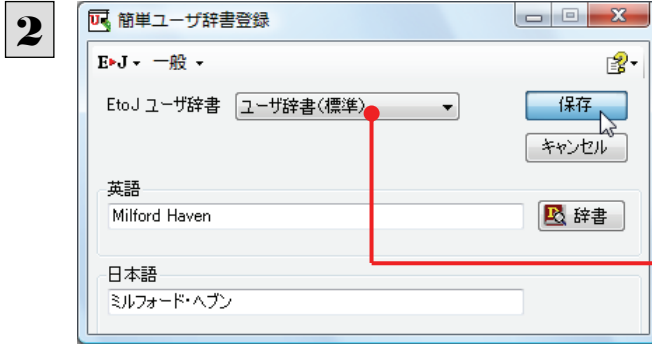 2
簡単ユーザ辞書登録
E▸J 一般
EtoJ ユーザ辞書 ユーザ辞書(標準) 保存
キャンセル
英語
Milford Haven 辞書
日本語
ミルフォード・ヘブン